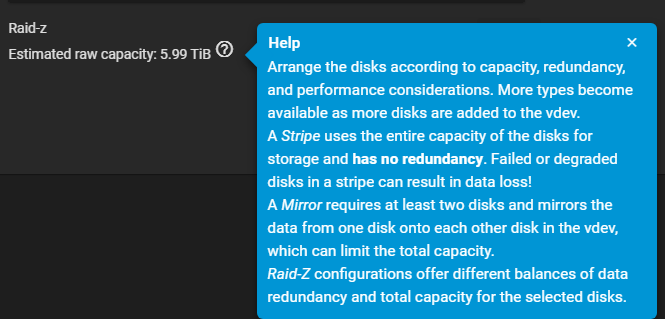 Raid-z
Estimated raw capacity: 5.99 TiB ?
Help ×
Arrange the disks according to capacity, redundancy,
and performance considerations. More types become
available as more disks are added to the vdev.
A Stripe uses the entire capacity of the disks for
storage and has no redundancy. Failed or degraded
disks in a stripe can result in data loss!
A Mirror requires at least two disks and mirrors the
data from one disk onto each other disk in the vdev,
which can limit the total capacity.
Raid-Z configurations offer different balances of data
redundancy and total capacity for the selected disks.